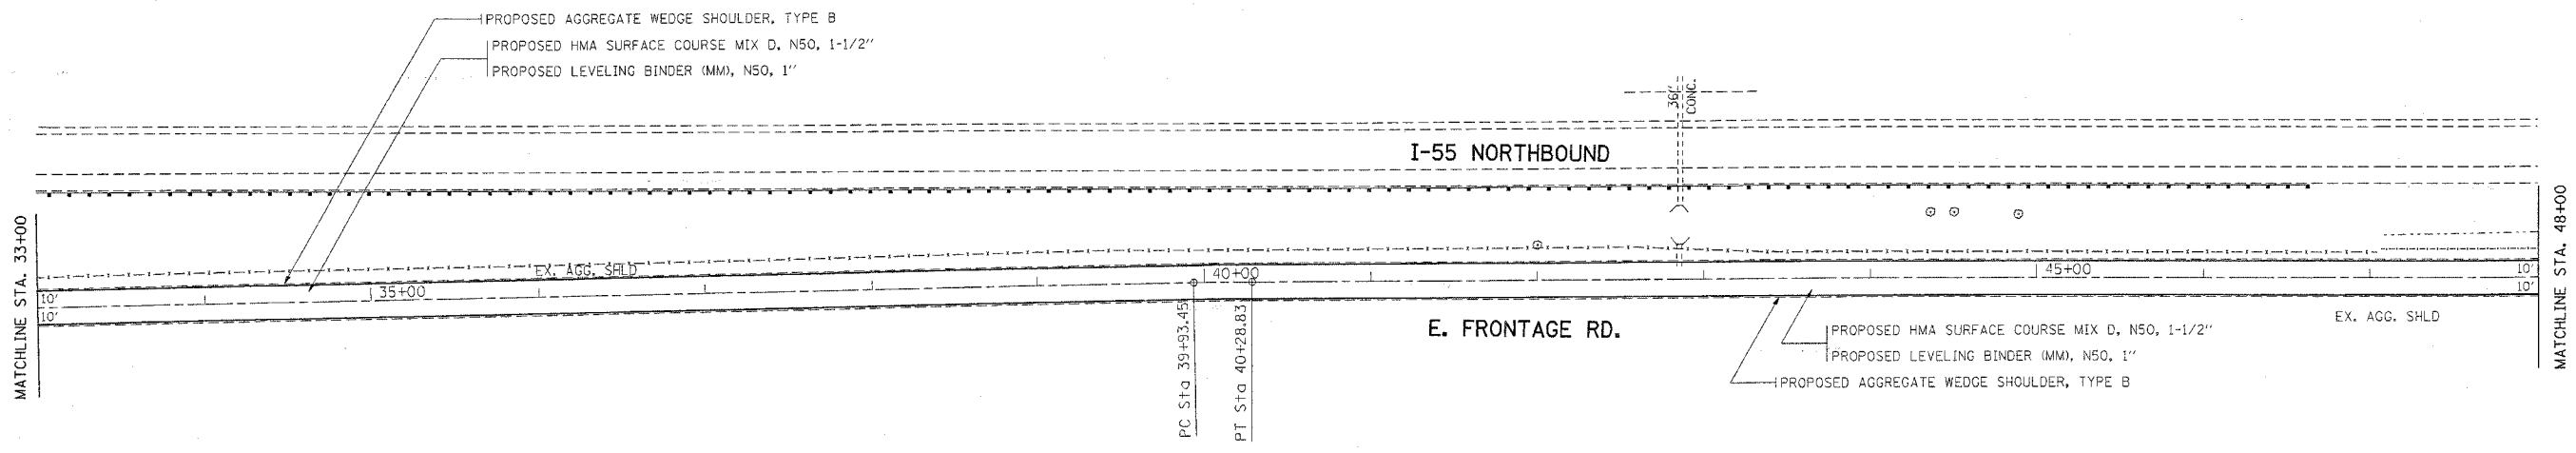 PROPOSED AGGREGATE WEDGE SHOULDER, TYPE B
PROPOSED HMA SURFACE COURSE MIX D, N50, 1-1/2"
PROPOSED LEVELING BINDER (MM), N50, 1"
36"
CONC.
I-55 NORTHBOUND
MATCHLINE STA. 33+00
MATCHLINE STA. 48+00
EX. AGG. SHLD
10'
10'
35+00
40+00
45+00
10'
10'
PC Sta 39+93.45
PT Sta 40+28.83
E. FRONTAGE RD.
EX. AGG. SHLD
PROPOSED HMA SURFACE COURSE MIX D, N50, 1-1/2"
PROPOSED LEVELING BINDER (MM), N50, 1"
PROPOSED AGGREGATE WEDGE SHOULDER, TYPE B